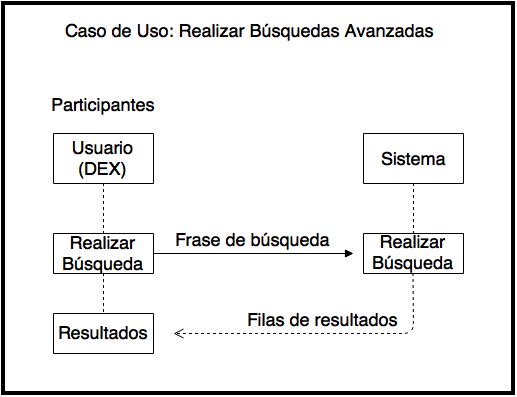 Caso de Uso: Realizar Búsquedas Avanzadas
Participantes
Usuario
(DEX)
Sistema
Realizar
Búsqueda
Frase de búsqueda
Realizar
Búsqueda
Resultados
Filas de resultados